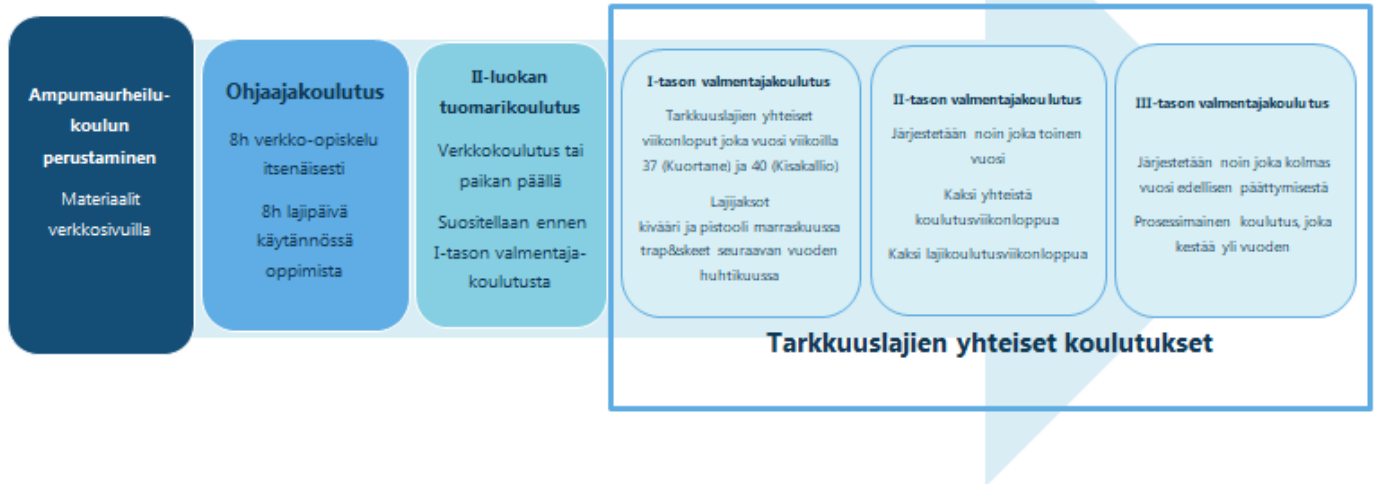 Ampumaurheilu-
koulun
perustaminen
Materiaalit
verkkosivuilla
Ohjaajakoulutus
8h verkko-opiskelu
itsenäisesti
8h lajipäivä
käytännössä
oppimista
II-luokan
tuomarikoulutus
Verkkokoulutus tai
paikan päällä
Suositellaan ennen
I-tason valmentaja-
koulutusta
I-tason valmentajakoulutus
Tarkkuuslajien yhteiset
viikonloput joka vuosi viikoilla
37 (Kuortane) ja 40 (Kisakallio)
Lajijaksot
kivääri ja pistooli marraskuussa
trap&skeet seuraavan vuoden
huhtikuussa
II-tason valmentajakoulutus
Järjestetään noin joka toinen
vuosi
Kaksi yhteistä
koulutusviikonloppua
Kaksi lajikoulutusviikonloppua
III-tason valmentajakoulutus
Järjestetään noin joka kolmas
vuosi edellisen päättymisestä
Prosessimainen koulutus, joka
kestää yli vuoden
Tarkkuuslajien yhteiset koulutukset